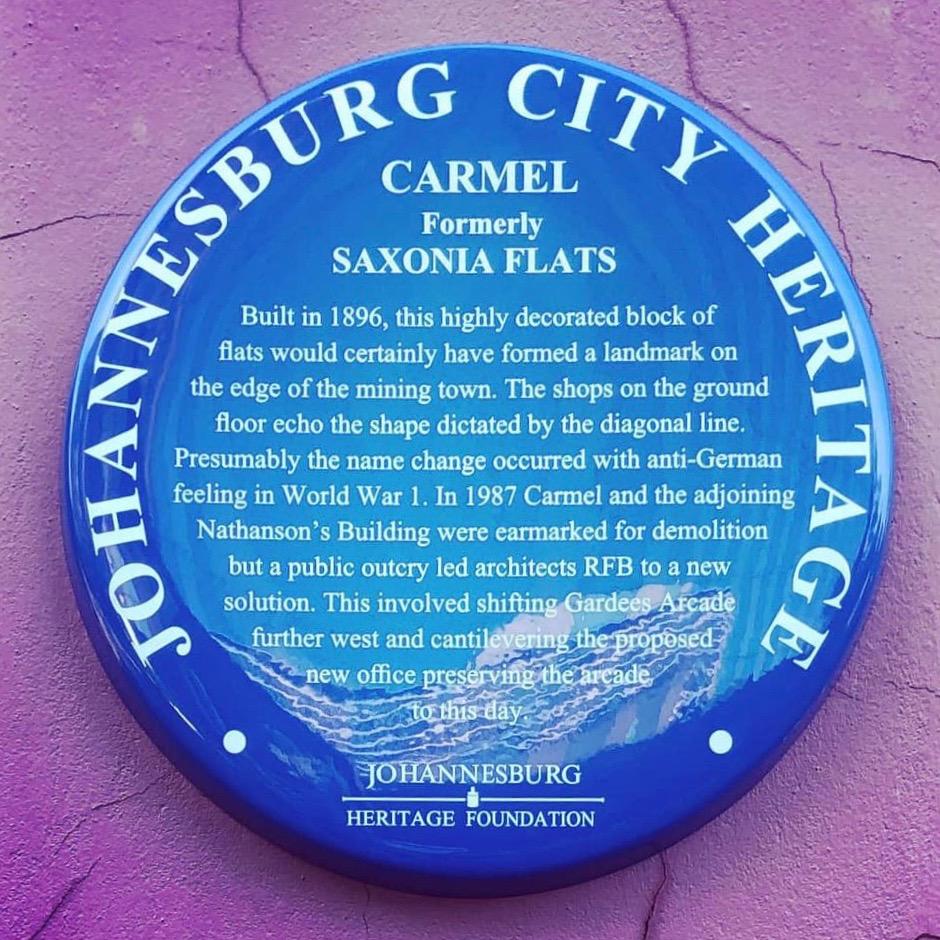 JOHANNESBURG CITY HERITAGE
CARMEL
Formerly
SAXONIA FLATS
Built in 1896, this highly decorated block of
flats would certainly have formed a landmark on
the edge of the mining town. The shops on the ground
floor echo the shape dictated by the diagonal line.
Presumably the name change occurred with anti-German
feeling in World War 1. In 1987 Carmel and the adjoining
Nathanson's Building were earmarked for demolition
but a public outcry led architects RFB to a new
solution. This involved shifting Gardees Arcade
further west and cantilevering the proposed
new office preserving the arcade
to this day.
JOHANNESBURG
HERITAGE FOUNDATION